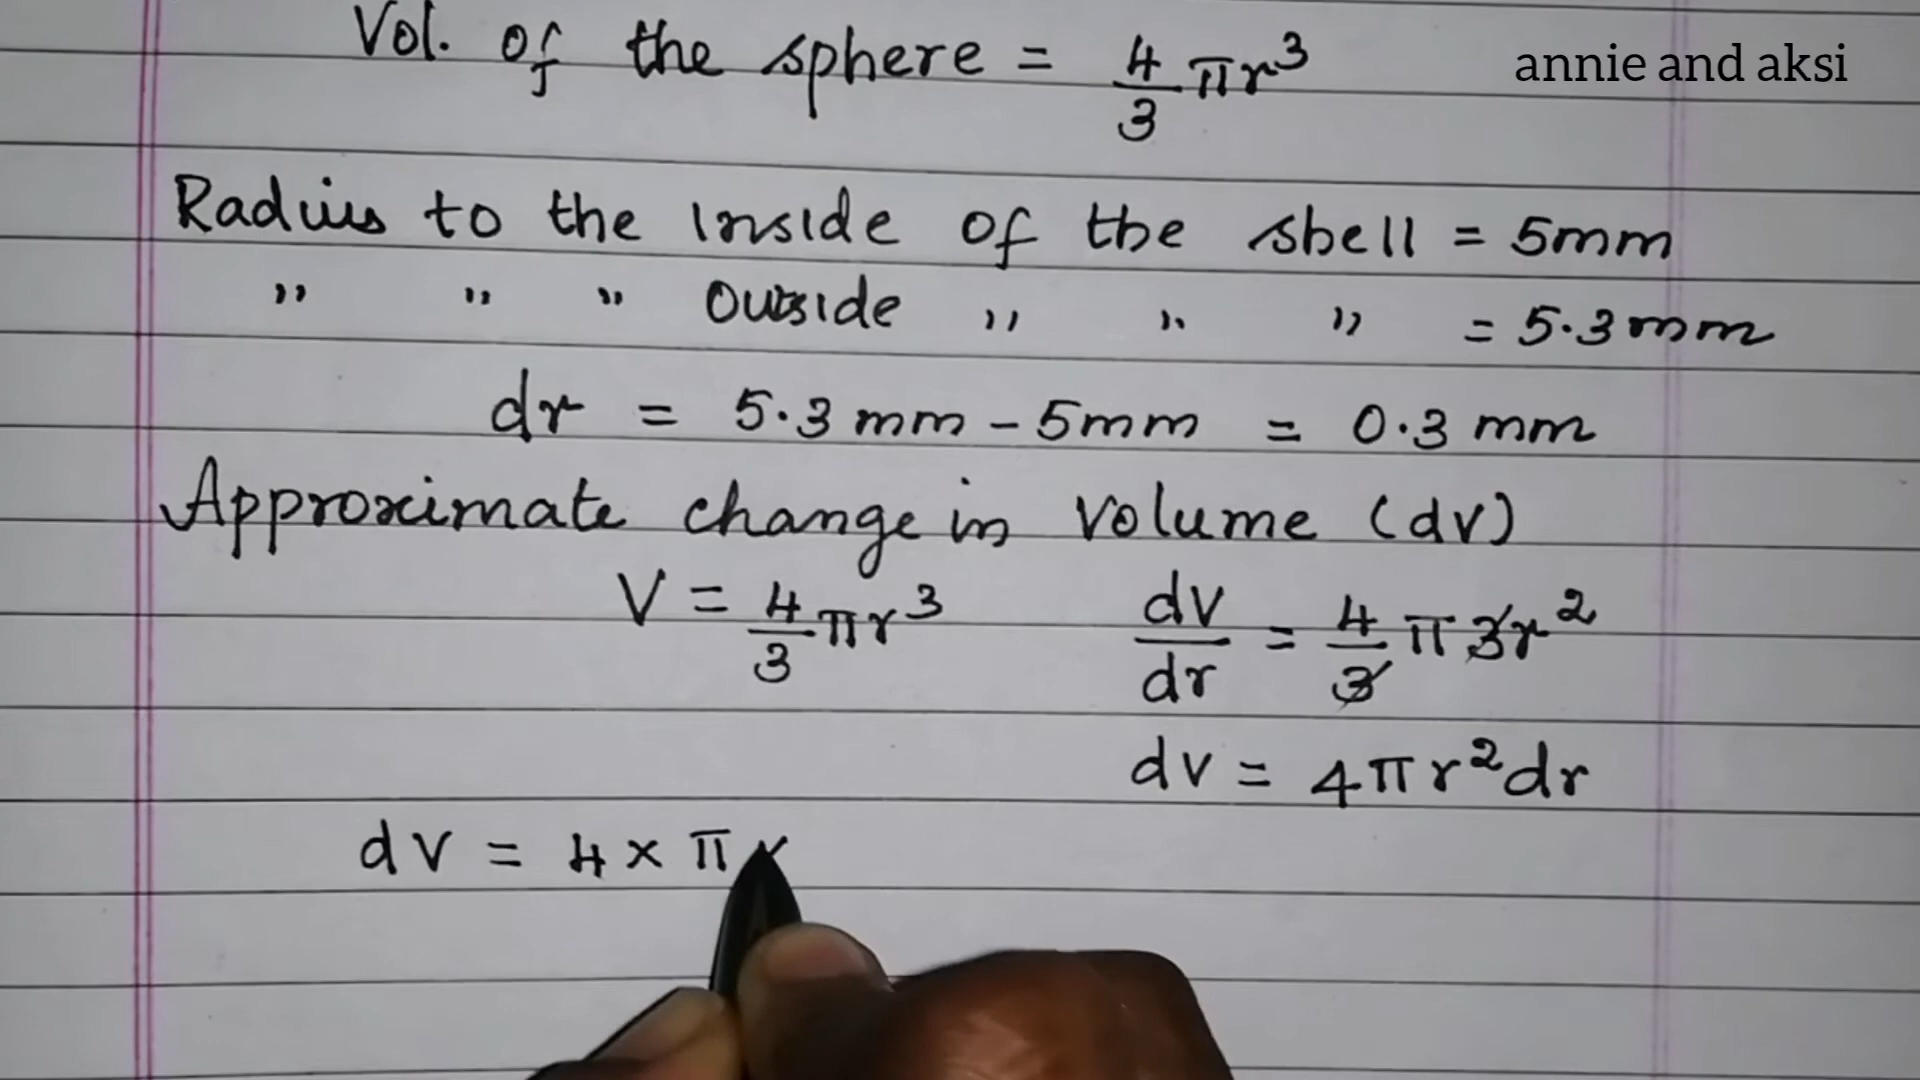 Vol. of the sphere = 4/3 πr³
annie and aksi
Radius to the inside of the shell = 5mm
" " " Outside " " " = 5.3mm
dr = 5.3 mm - 5mm = 0.3 mm
Approximate change in volume (dv)
V = 4/3 πr³ dv/dr = 4/3 π3r²
dv = 4πr²dr
dv = 4 × π ×